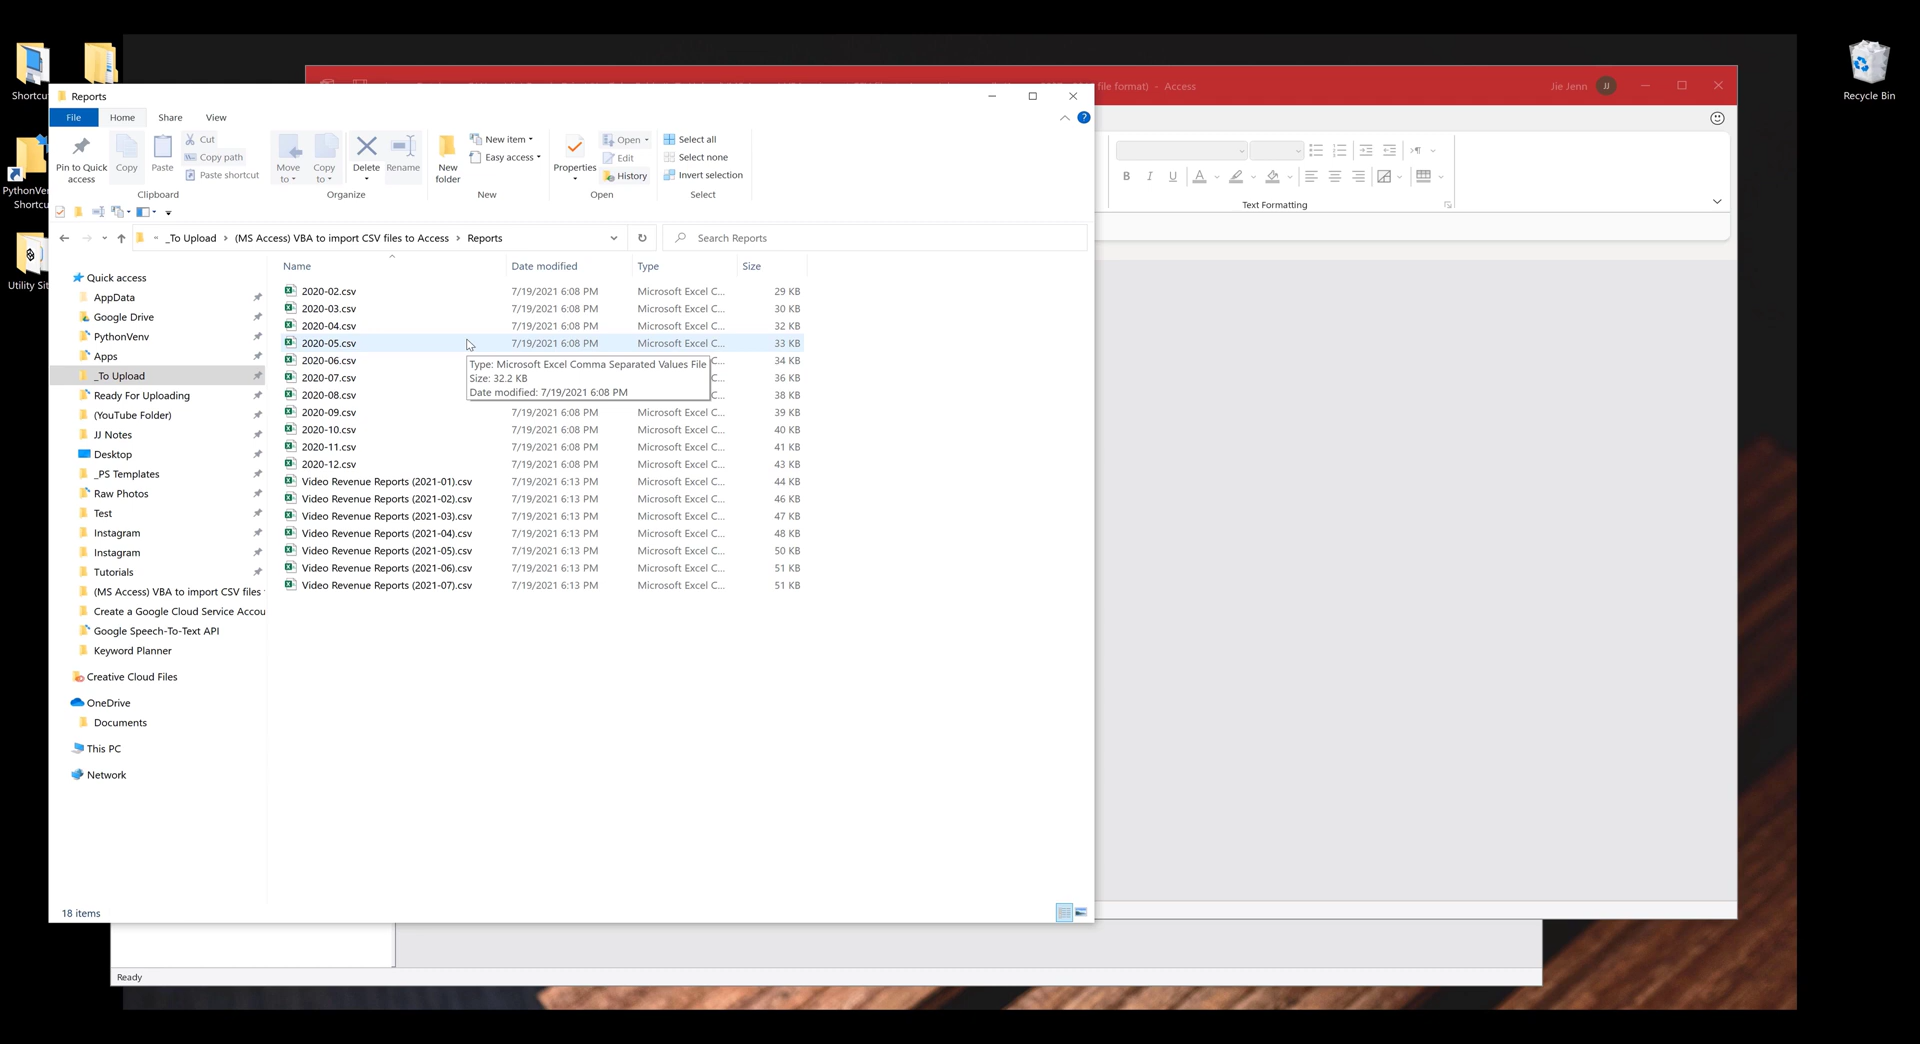 Shortcu
PythonVen
Shortcu
Utility Sit
Recycle Bin
file format) - Access
Jie Jenn
JJ
B I U A
Text Formatting
Reports
File Home Share View
Pin to Quick access
Copy
Paste
Cut
Copy path
Paste shortcut
Clipboard
Move to
Copy to
Delete
Rename
Organize
New folder
New item
Easy access
New
Properties
Open
Edit
History
Open
Select all
Select none
Invert selection
Select
« _To Upload > (MS Access) VBA to import CSV files to Access > Reports
Search Reports
Quick access
AppData
Google Drive
PythonVenv
Apps
_To Upload
Ready For Uploading
(YouTube Folder)
JJ Notes
Desktop
_PS Templates
Raw Photos
Test
Instagram
Instagram
Tutorials
(MS Access) VBA to import CSV files
Create a Google Cloud Service Accou
Google Speech-To-Text API
Keyword Planner
Creative Cloud Files
OneDrive
Documents
This PC
Network
Name Date modified Type Size
2020-02.csv 7/19/2021 6:08 PM Microsoft Excel C... 29 KB
2020-03.csv 7/19/2021 6:08 PM Microsoft Excel C... 30 KB
2020-04.csv 7/19/2021 6:08 PM Microsoft Excel C... 32 KB
2020-05.csv 7/19/2021 6:08 PM Microsoft Excel C... 33 KB
2020-06.csv C... 34 KB
2020-07.csv C... 36 KB
2020-08.csv C... 38 KB
Type: Microsoft Excel Comma Separated Values File
Size: 32.2 KB
Date modified: 7/19/2021 6:08 PM
2020-09.csv 7/19/2021 6:08 PM Microsoft Excel C... 39 KB
2020-10.csv 7/19/2021 6:08 PM Microsoft Excel C... 40 KB
2020-11.csv 7/19/2021 6:08 PM Microsoft Excel C... 41 KB
2020-12.csv 7/19/2021 6:08 PM Microsoft Excel C... 43 KB
Video Revenue Reports (2021-01).csv 7/19/2021 6:13 PM Microsoft Excel C... 44 KB
Video Revenue Reports (2021-02).csv 7/19/2021 6:13 PM Microsoft Excel C... 46 KB
Video Revenue Reports (2021-03).csv 7/19/2021 6:13 PM Microsoft Excel C... 47 KB
Video Revenue Reports (2021-04).csv 7/19/2021 6:13 PM Microsoft Excel C... 48 KB
Video Revenue Reports (2021-05).csv 7/19/2021 6:13 PM Microsoft Excel C... 50 KB
Video Revenue Reports (2021-06).csv 7/19/2021 6:13 PM Microsoft Excel C... 51 KB
Video Revenue Reports (2021-07).csv 7/19/2021 6:13 PM Microsoft Excel C... 51 KB
18 items
Ready